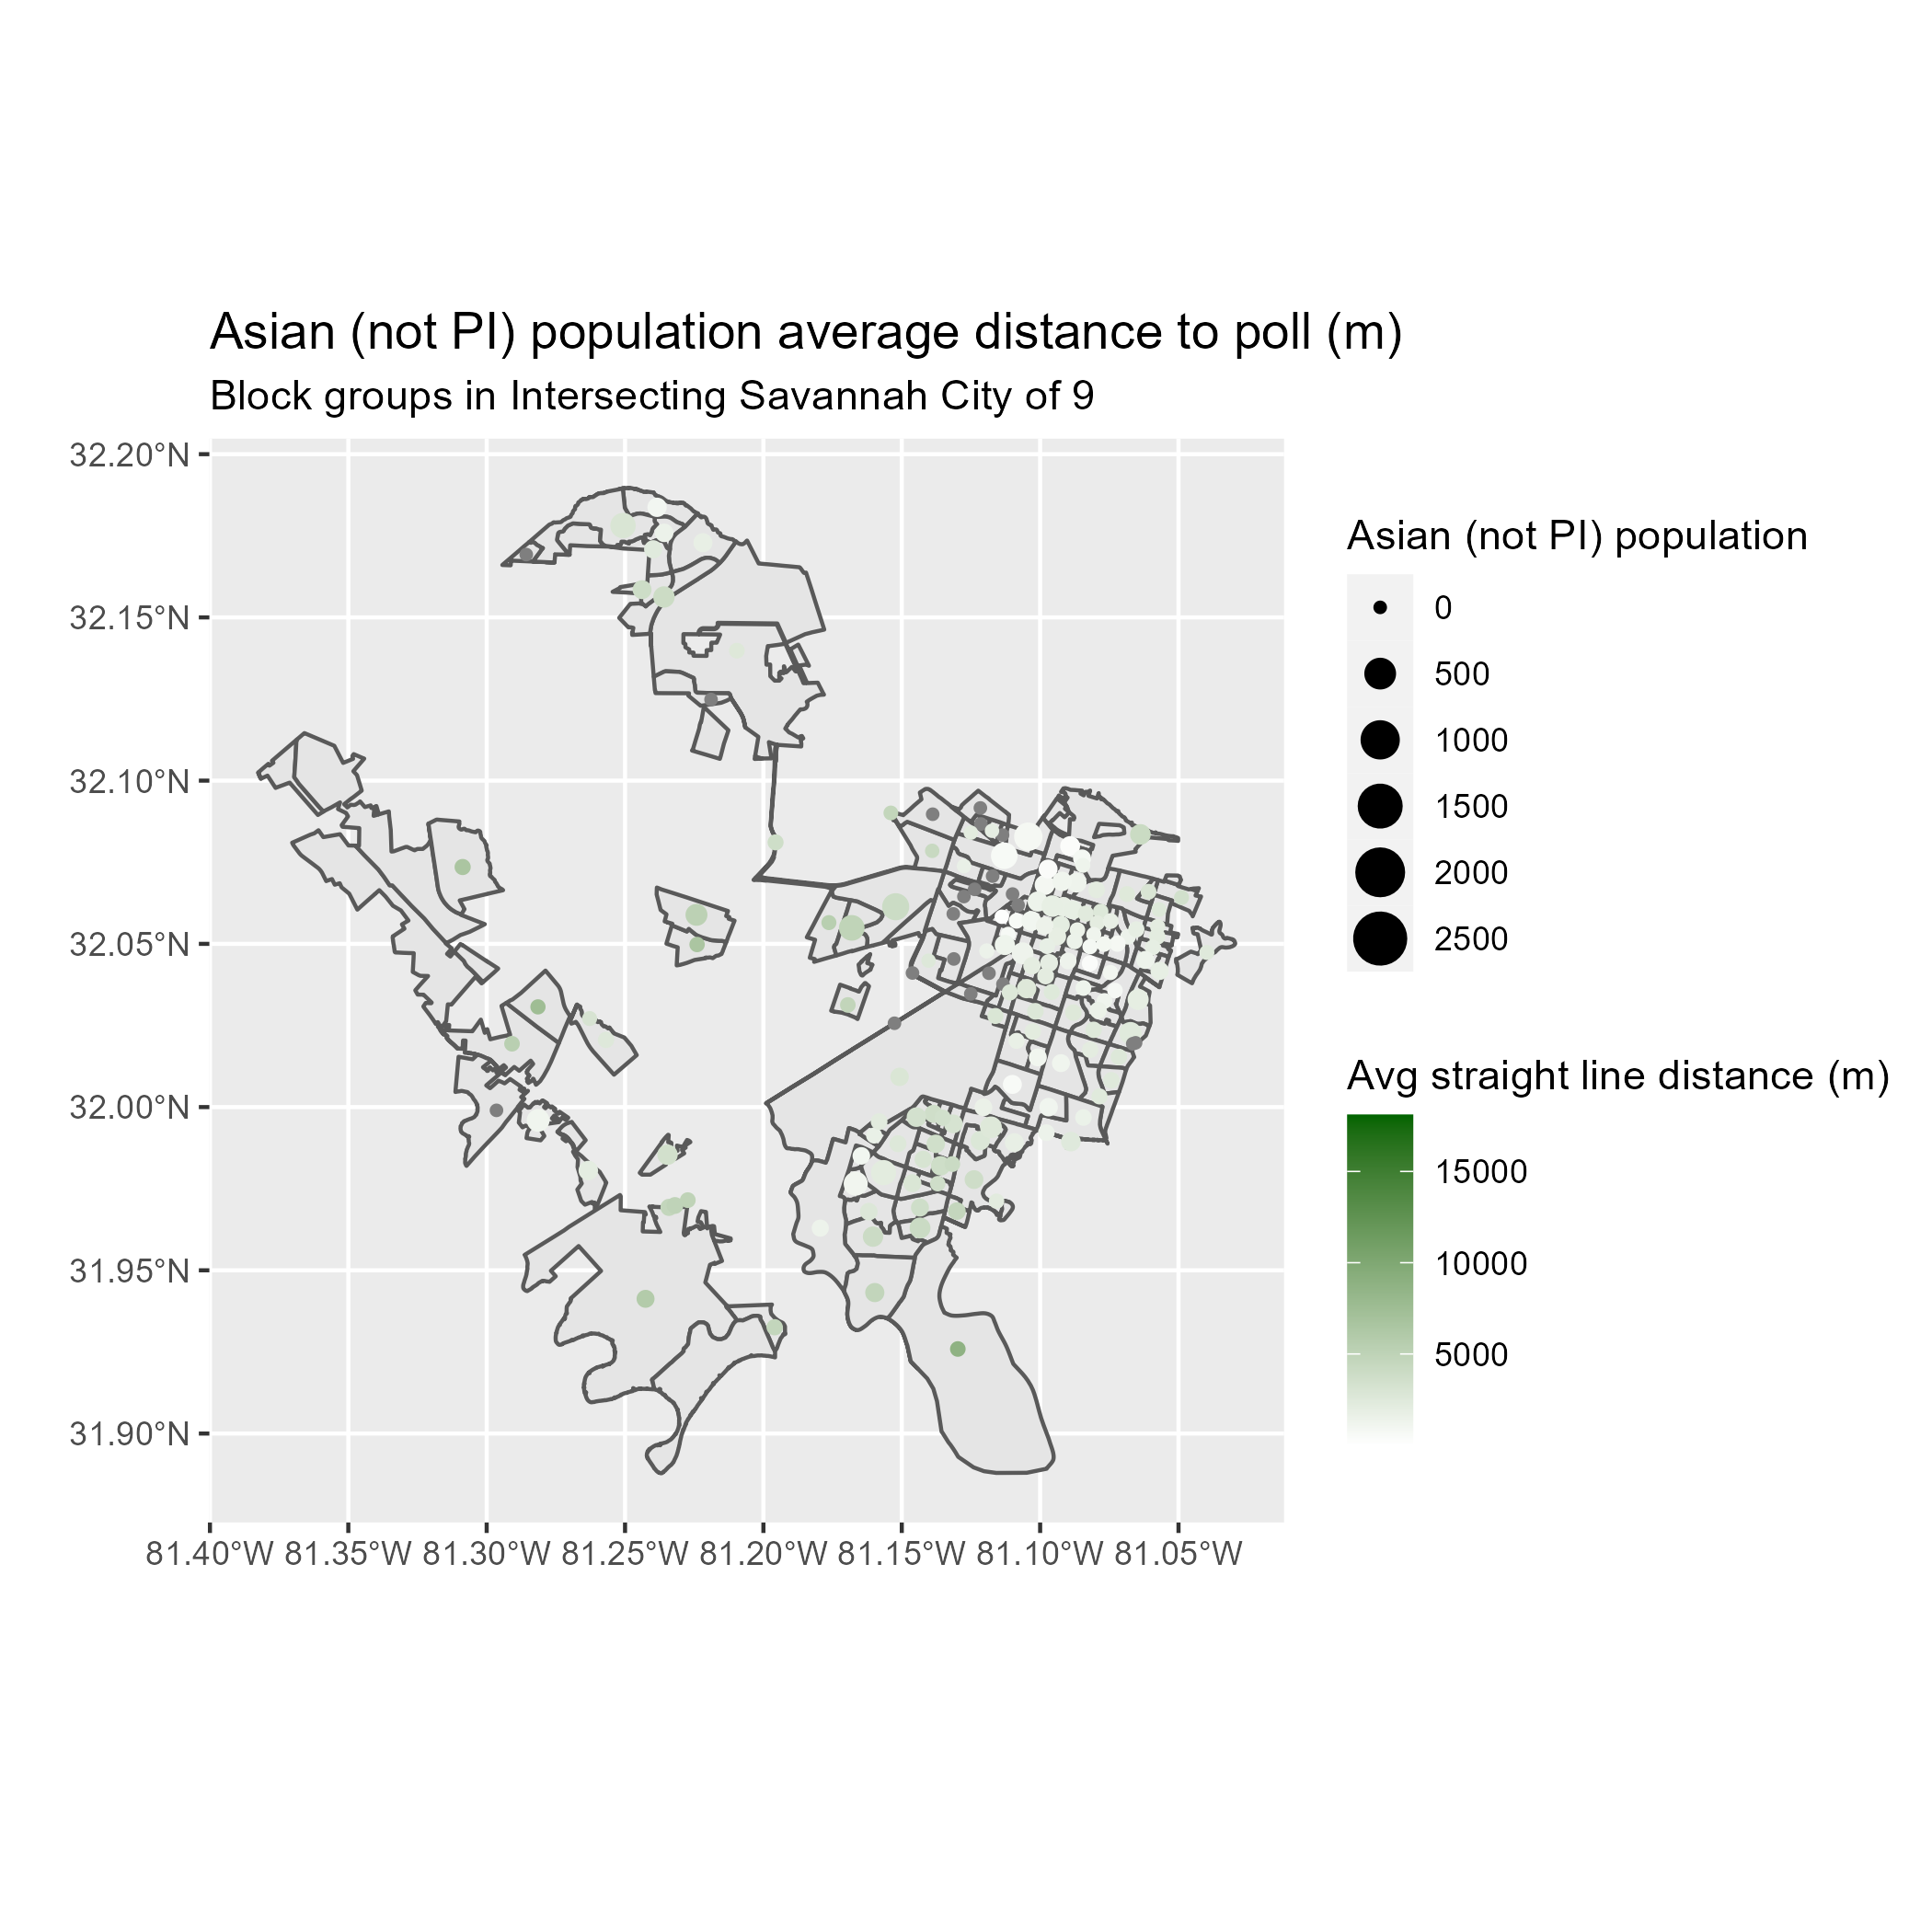 Asian (not PI) population average distance to poll (m)
Block groups in Intersecting Savannah City of 9
32.20°N
32.15°N
32.10°N
32.05°N
32.00°N
31.95°N
31.90°N
81.40°W 81.35°W 81.30°W 81.25°W 81.20°W 81.15°W 81.10°W 81.05°W
Asian (not PI) population
0
500
1000
1500
2000
2500
Avg straight line distance (m)
15000
10000
5000